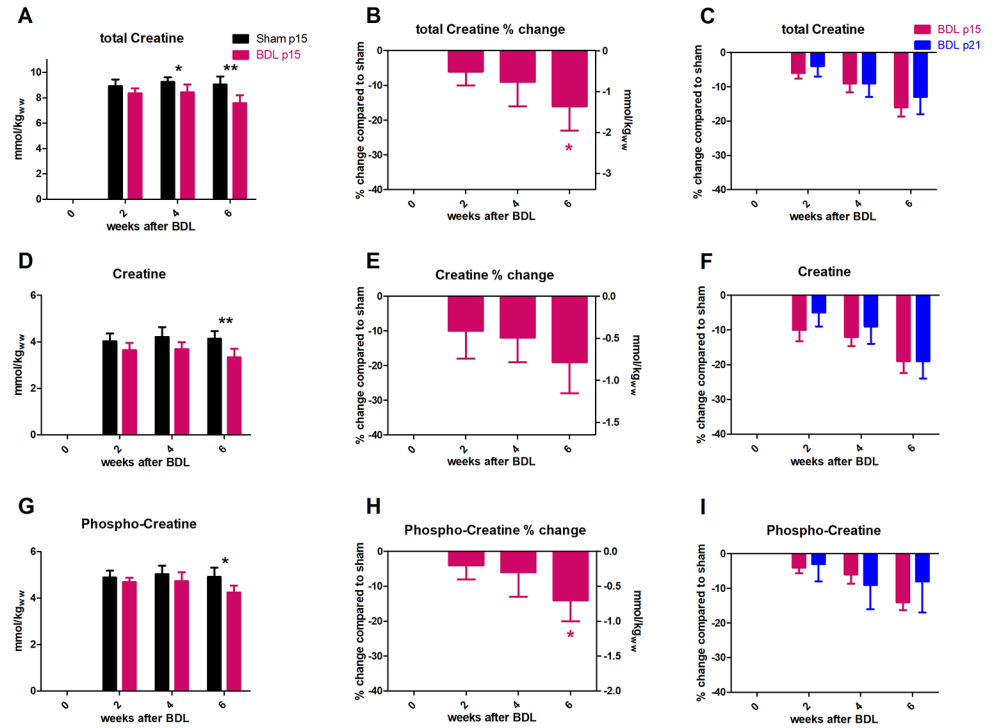 A
total Creatine
Sham p15
BDL p15
mmol/kgww
10
8
6
4
2
0
*
**
0
2
4
6
weeks after BDL
B
total Creatine % change
% change compared to sham
0
-10
-20
-30
-40
0
-1
-2
-3
mmol/kgww
*
0
2
4
6
weeks after BDL
C
total Creatine
BDL p15
BDL p21
% change compared to sham
0
-10
-20
-30
-40
0
2
4
6
weeks after BDL
D
Creatine
mmol/kgww
6
4
2
0
**
0
2
4
6
weeks after BDL
E
Creatine % change
% change compared to sham
0
-10
-20
-30
-40
0.0
-0.5
-1.0
-1.5
mmol/kgww
0
2
4
6
weeks after BDL
F
Creatine
% change compared to sham
0
-10
-20
-30
-40
0
2
4
6
weeks after BDL
G
Phospho-Creatine
mmol/kgww
6
4
2
0
*
0
2
4
6
weeks after BDL
H
Phospho-Creatine % change
% change compared to sham
0
-10
-20
-30
-40
0.0
-0.5
-1.0
-1.5
-2.0
mmol/kgww
*
0
2
4
6
weeks after BDL
I
Phospho-Creatine
% change compared to sham
0
-10
-20
-30
-40
0
2
4
6
weeks after BDL